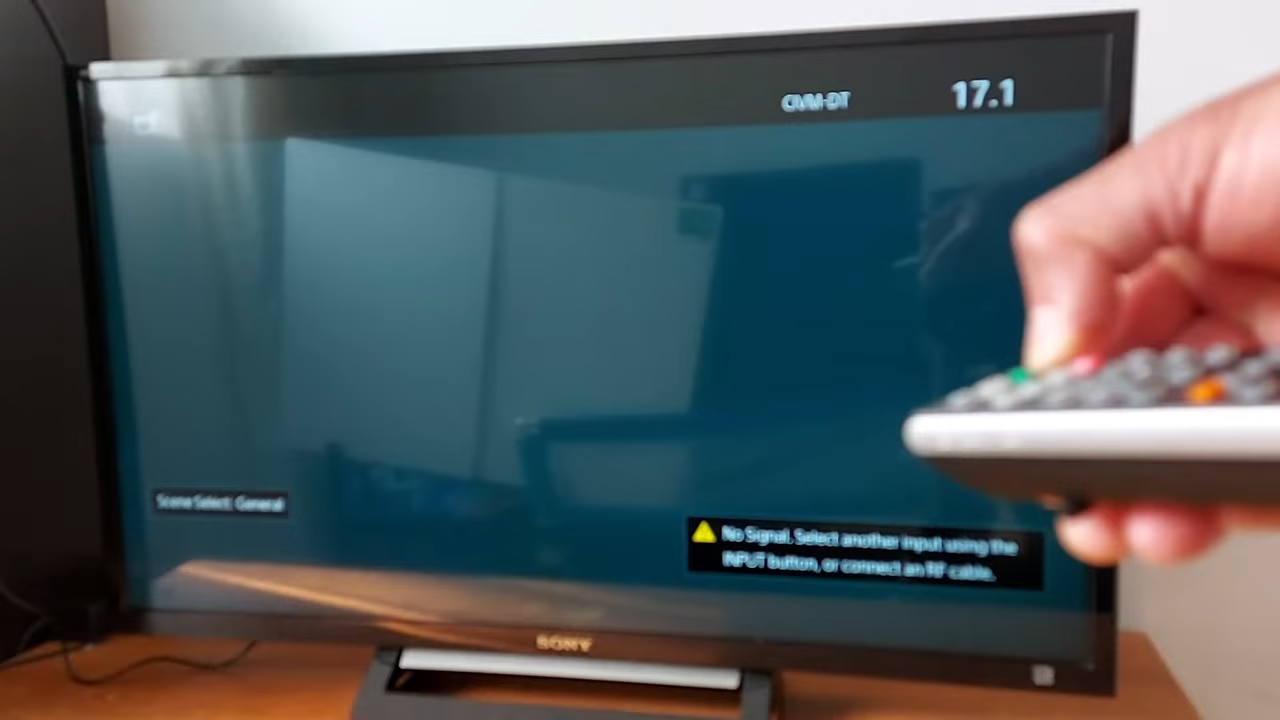 CIVM-DT 17.1
Scene Select: General
No Signal. Select another input using the
INPUT button, or connect an RF cable.
SONY